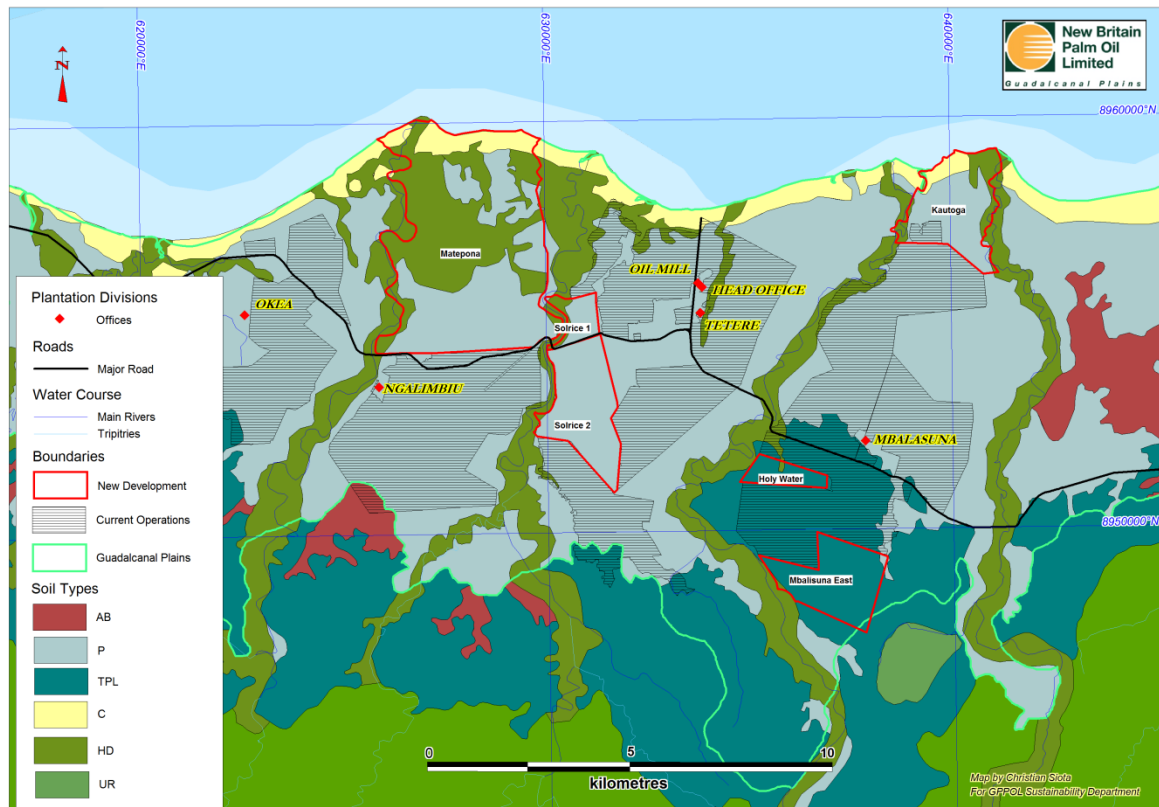 620000°E
630000°E
640000°E
New Britain
Palm Oil
Limited
Guadalcanal Plains
N
8960000°N
Kautoga
Matepona
OIL MILL
HEAD OFFICE
OKEA
TETERE
Solrice 1
NGALIMBIU
Solrice 2
MBALASUNA
Holy Water
8950000°N
Mbalisuna East
Plantation Divisions
Offices
Roads
Major Road
Water Course
Main Rivers
Tripitries
Boundaries
New Development
Current Operations
Guadalcanal Plains
Soil Types
AB
P
TPL
C
HD
UR
0 5 10
kilometres
Map by Christian Siota
For GPPOL Sustainability Department